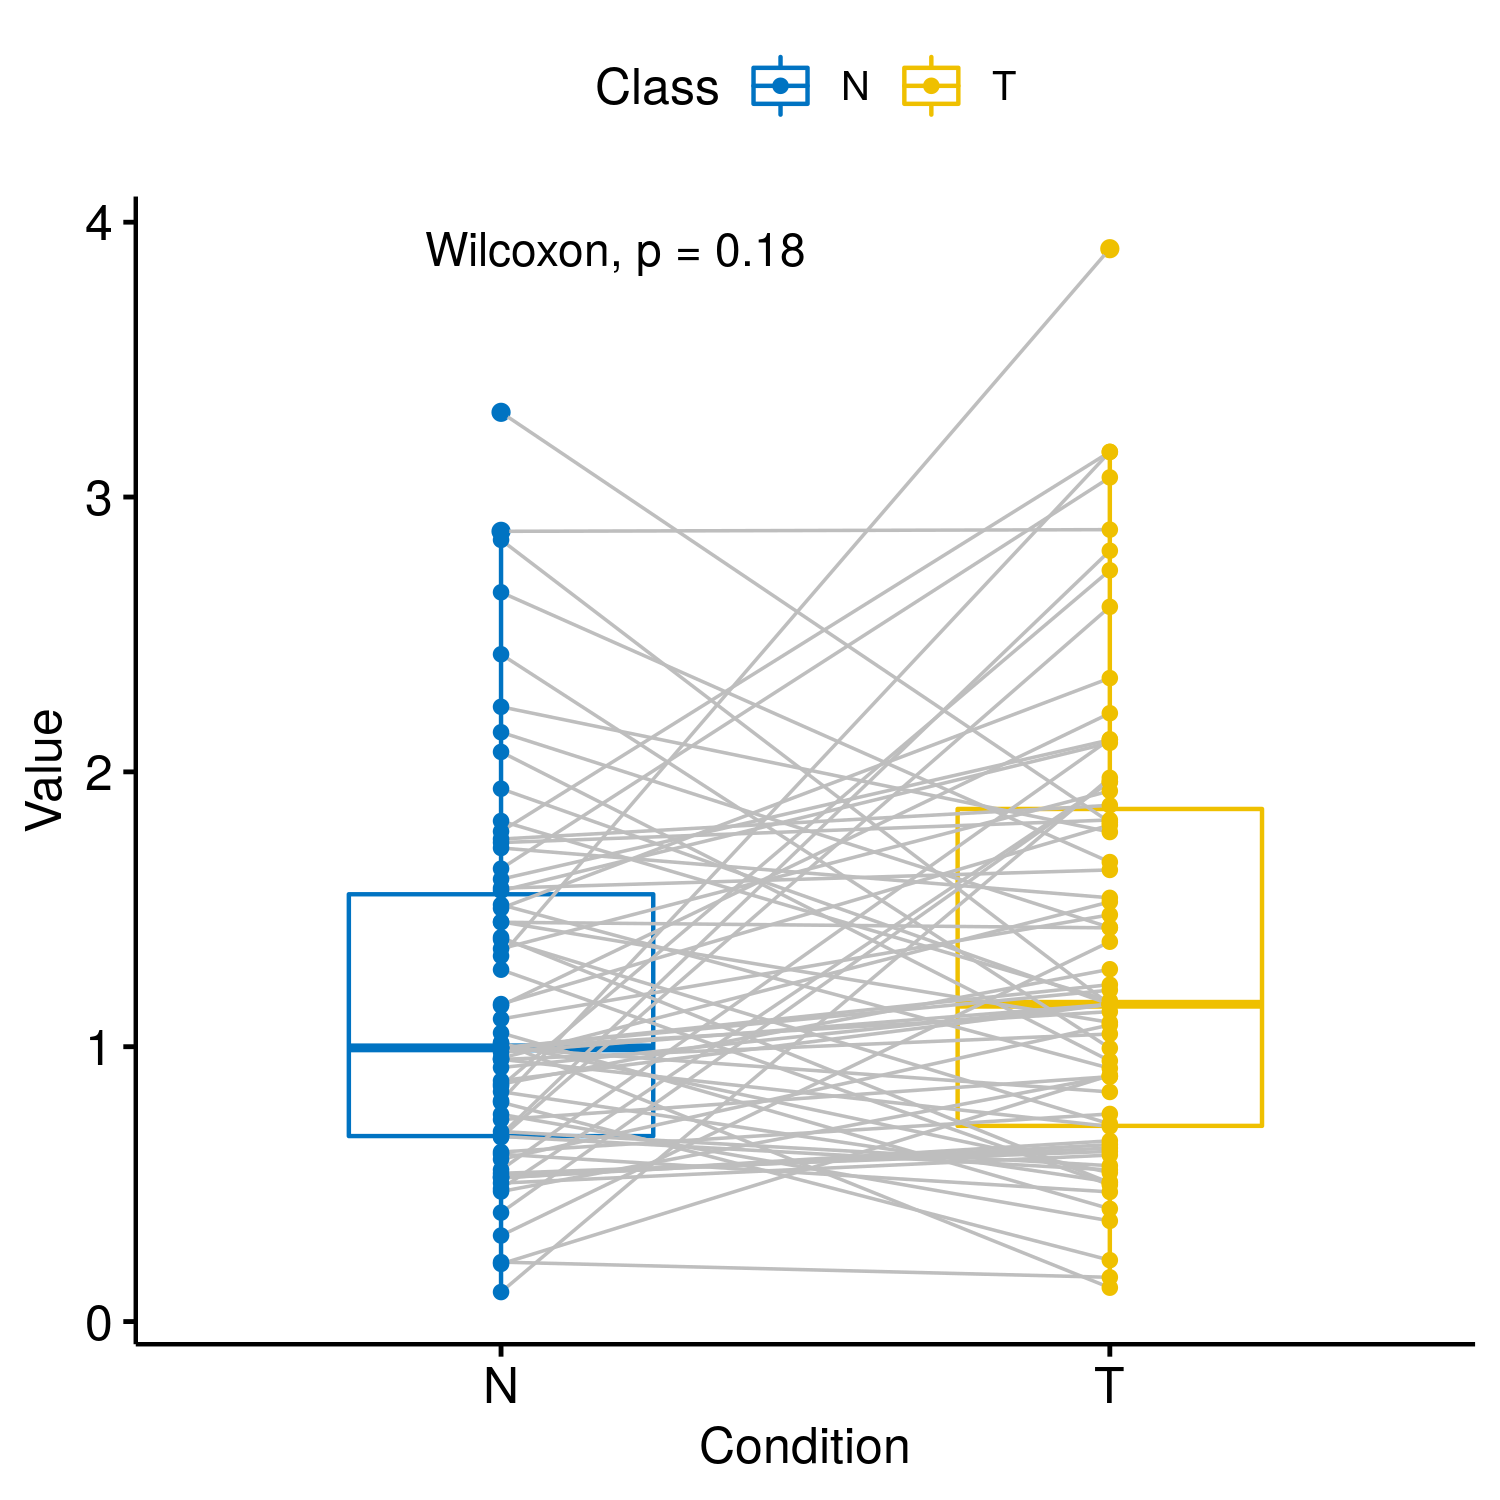 Class N T
Wilcoxon, p = 0.18
4
3
2
1
0
Value
N T
Condition